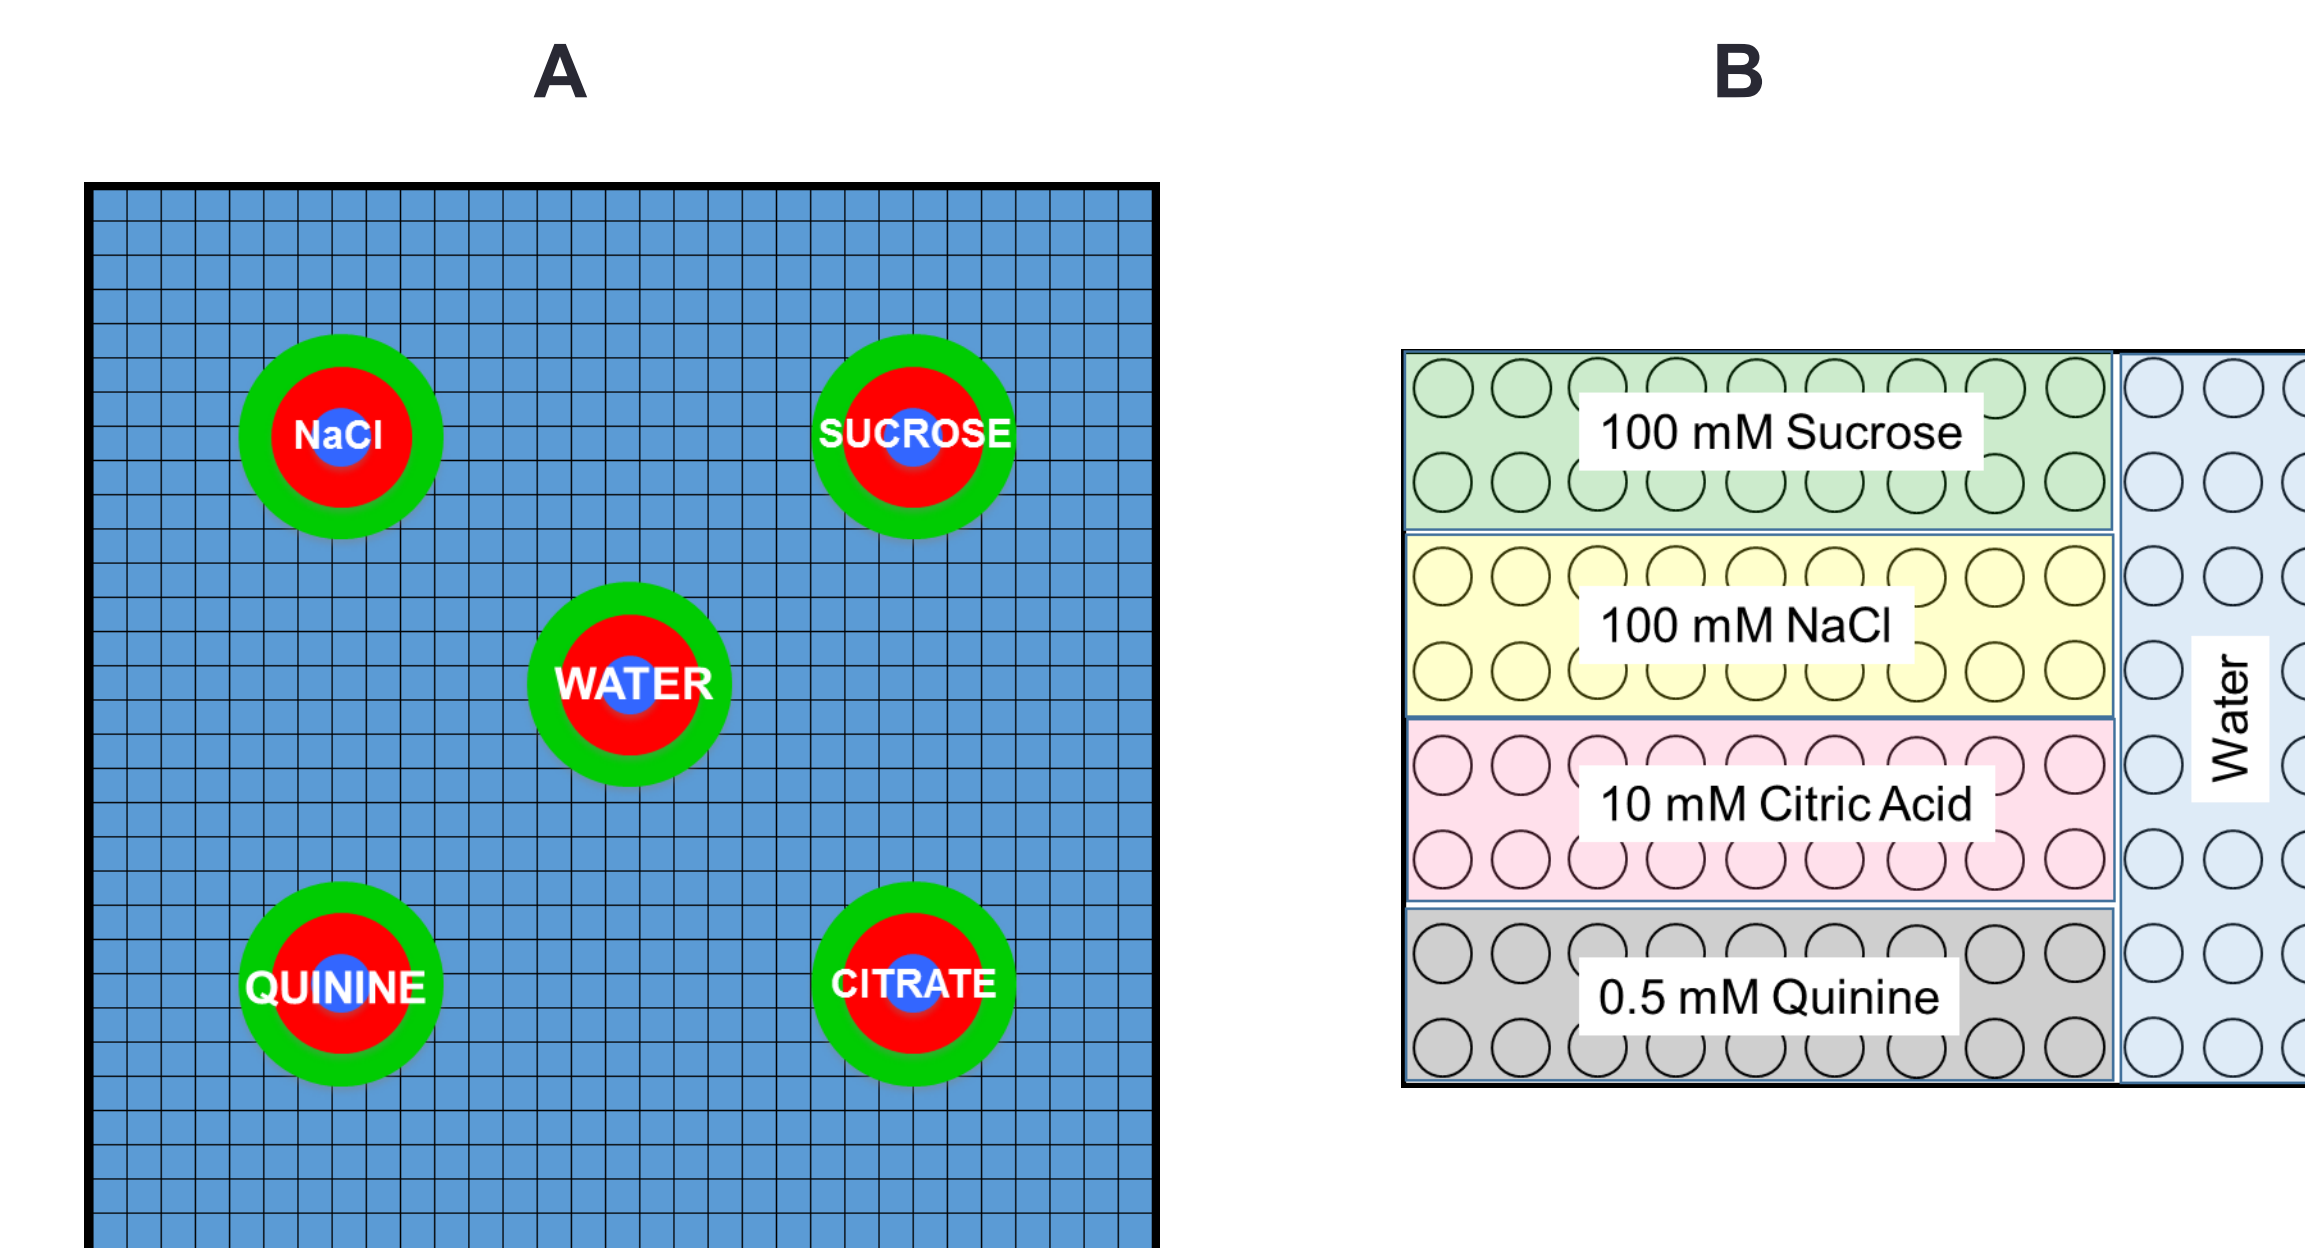 A
B
NaCl
SUCROSE
WATER
QUININE
CITRATE
100 mM Sucrose
100 mM NaCl
10 mM Citric Acid
0.5 mM Quinine
Water